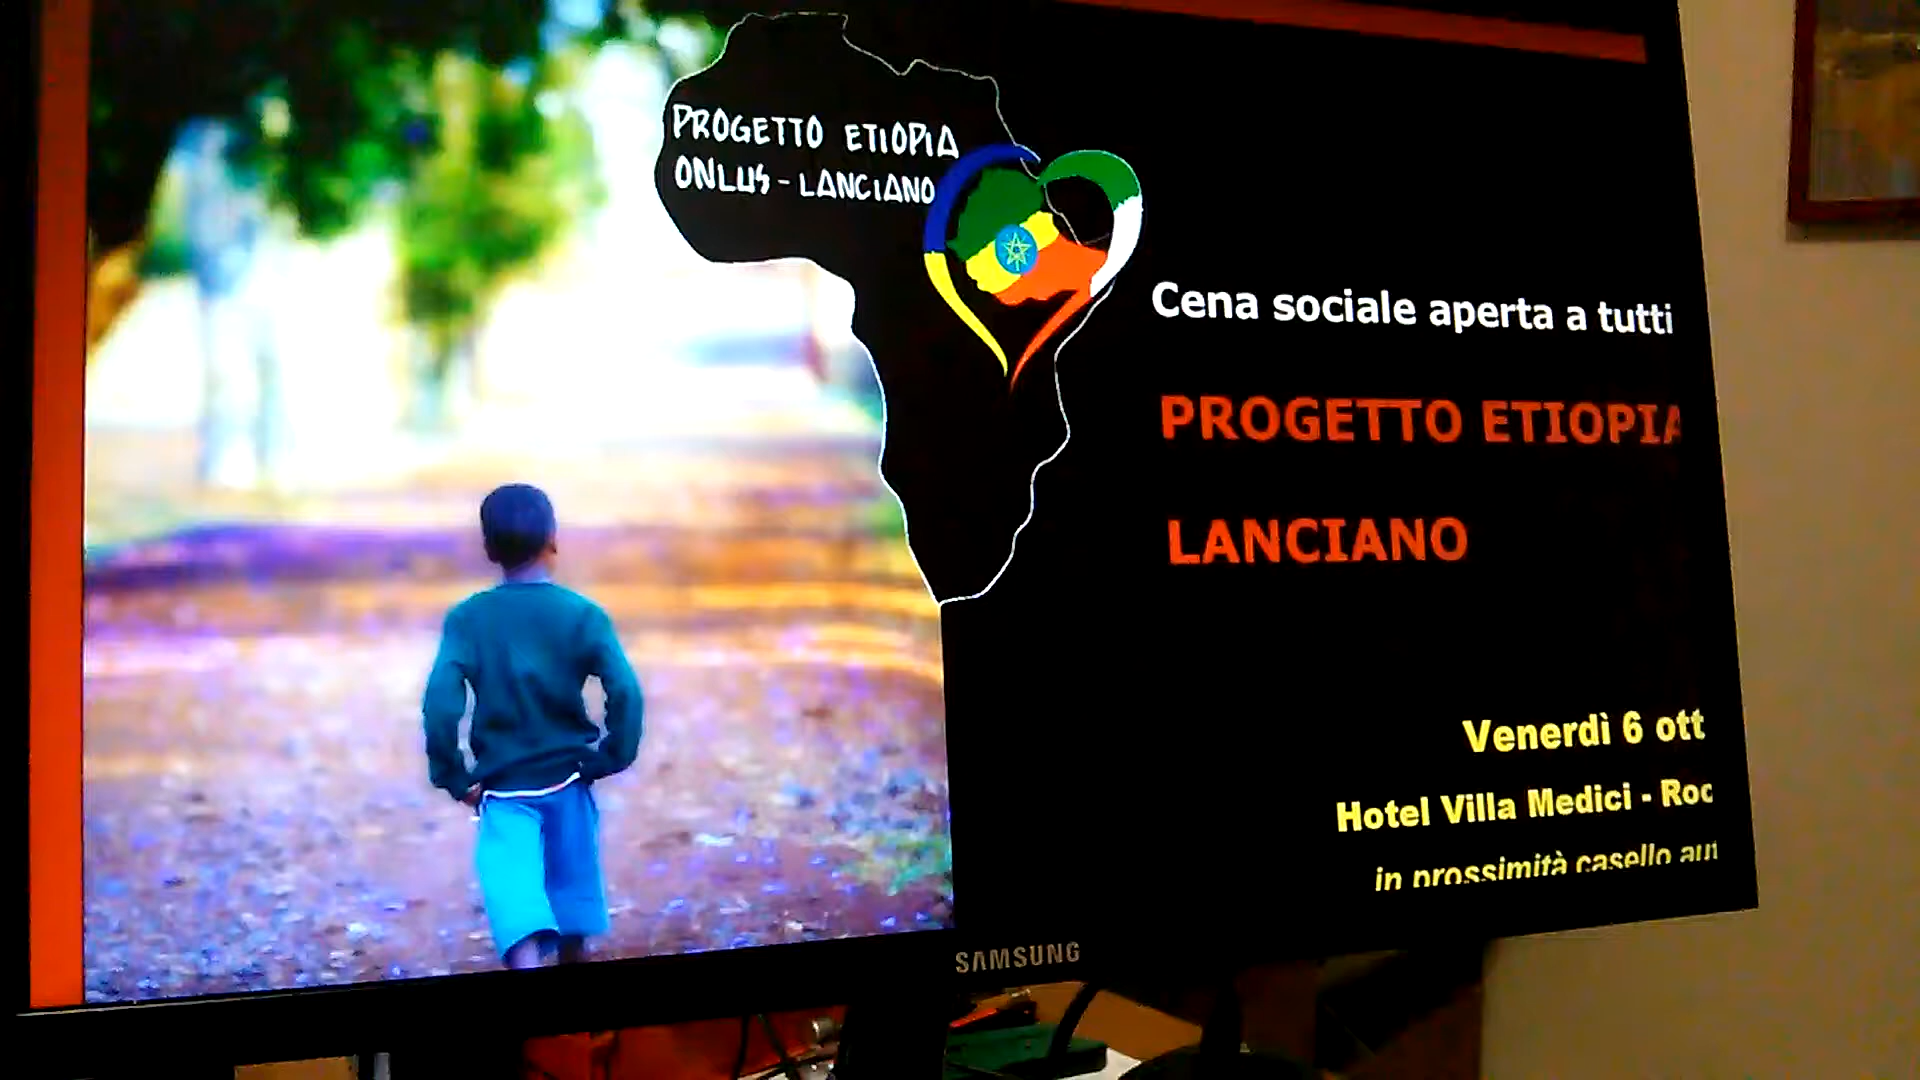 PROGETTO ETIOPIA
ONLUS - LANCIANO
Cena sociale aperta a tutti
PROGETTO ETIOPIA
LANCIANO
Venerdì 6 ott
Hotel Villa Medici - Roc
in prossimità casello aut
SAMSUNG